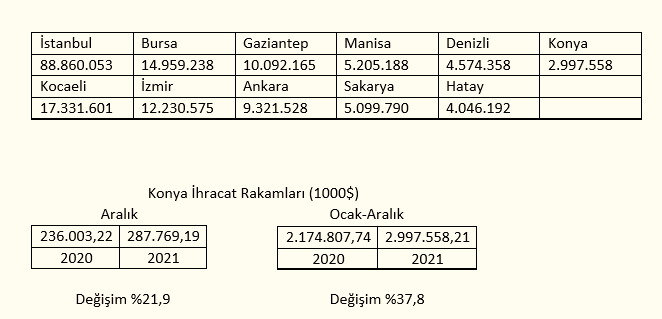 İstanbul Bursa Gaziantep Manisa Denizli Konya
88.860.053 14.959.238 10.092.165 5.205.188 4.574.358 2.997.558
Kocaeli İzmir Ankara Sakarya Hatay
17.331.601 12.230.575 9.321.528 5.099.790 4.046.192
Konya İhracat Rakamları (1000$)
Aralık Ocak-Aralık
236.003,22 287.769,19 2.174.807,74 2.997.558,21
2020 2021 2020 2021
Değişim %21,9 Değişim %37,8